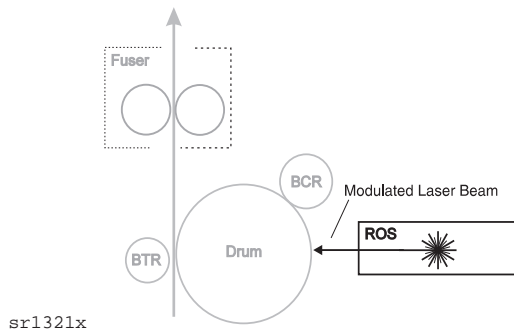 Fuser
BCR
Modulated Laser Beam
ROS
Drum
BTR
sr1321x